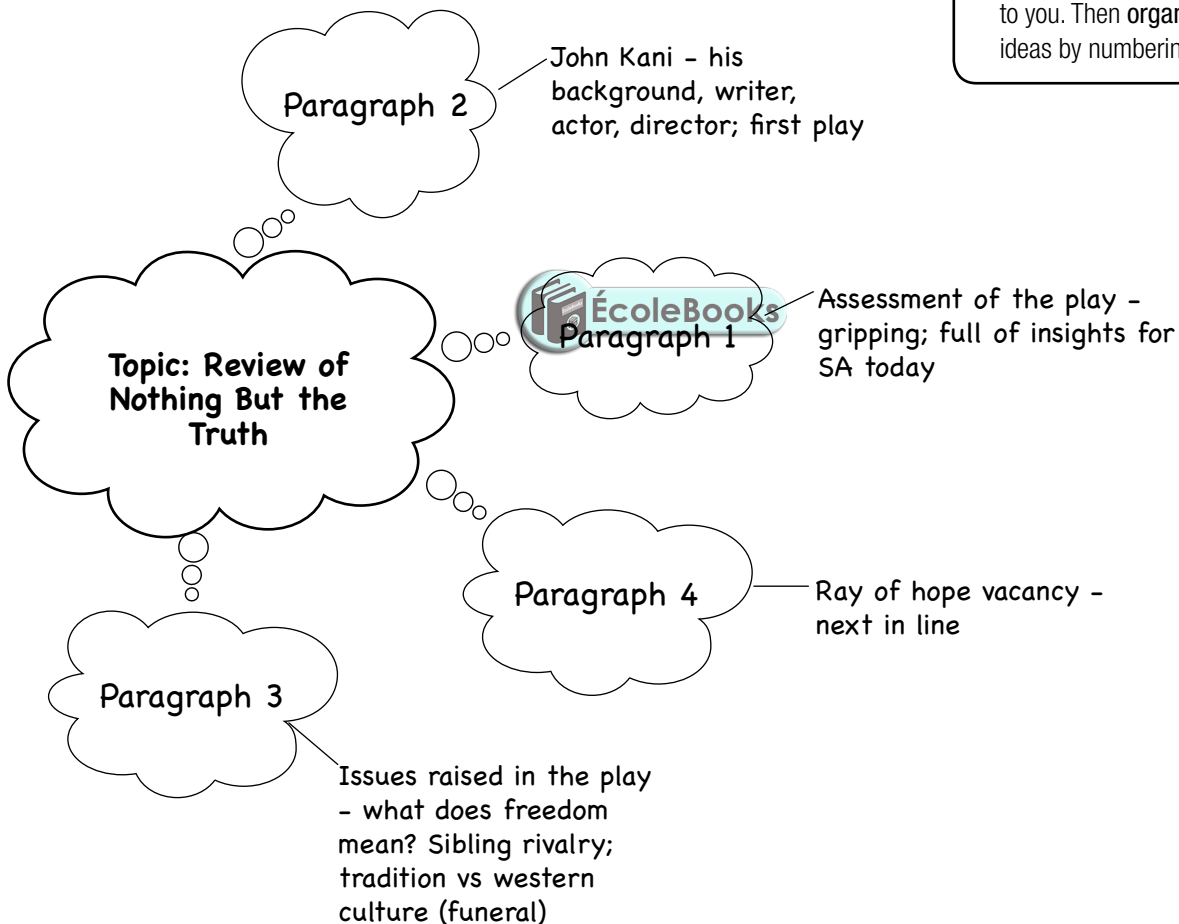 to you. Then organ
ideas by numberin
Paragraph 2
John Kani – his
background, writer,
actor, director; first play
ÉcoleBooks
Paragraph 1
Assessment of the play –
gripping; full of insights for
SA today
Topic: Review of
Nothing But the
Truth
Paragraph 4
Ray of hope vacancy –
next in line
Paragraph 3
Issues raised in the play
– what does freedom
mean? Sibling rivalry;
tradition vs western
culture (funeral)